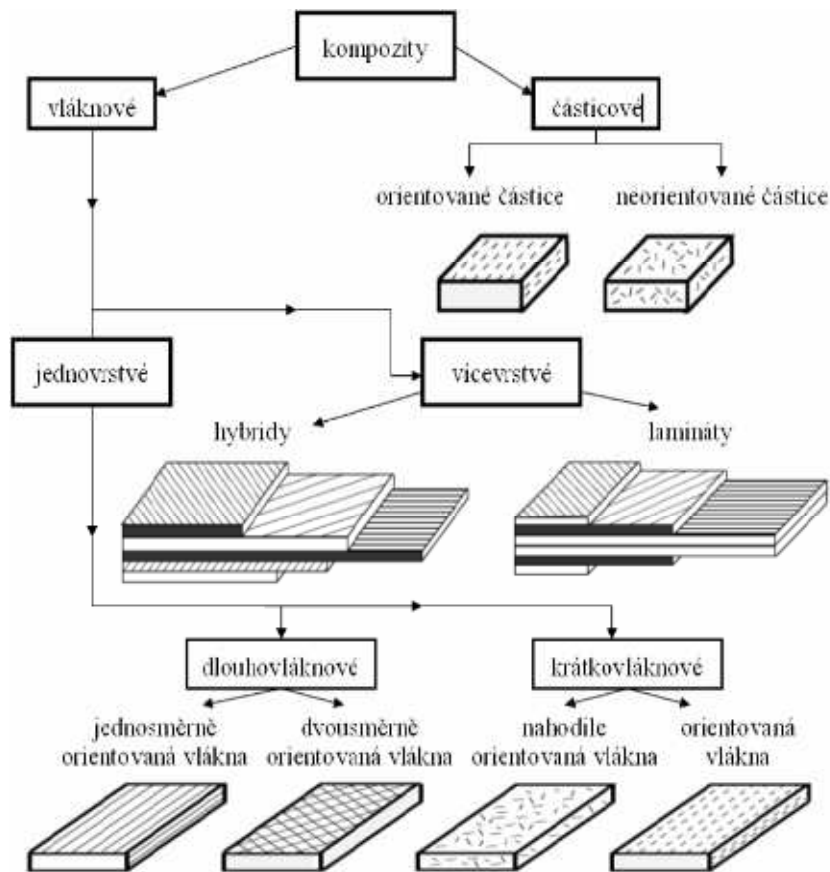 kompozity
vláknové
částicové
orientované částice
neorientované částice
jednovrstvé
vícevrstvé
hybridy
lamináty
dlouhovláknové
krátkovláknové
jednosměrně
orientovaná vlákna
dvousměrně
orientovaná vlákna
nahodíle
orientovaná vlákna
orientovaná
vlákna